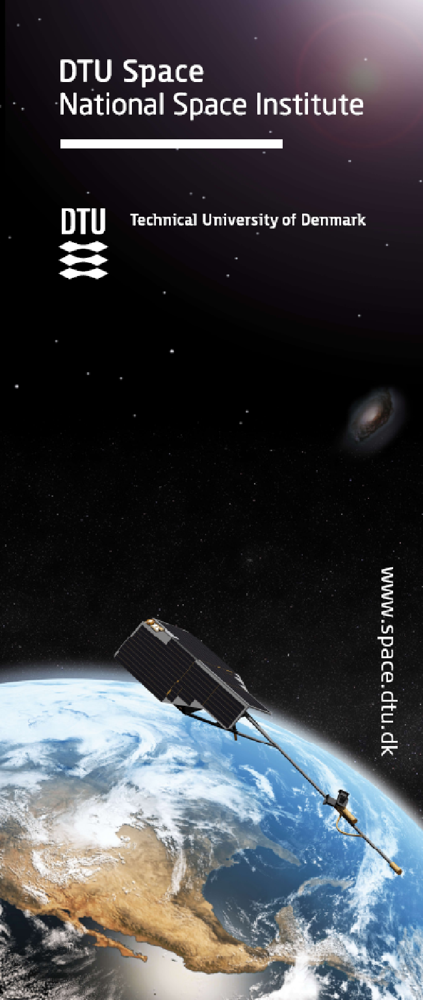 DTU Space
National Space Institute
DTU
Technical University of Denmark
www.space.dtu.dk